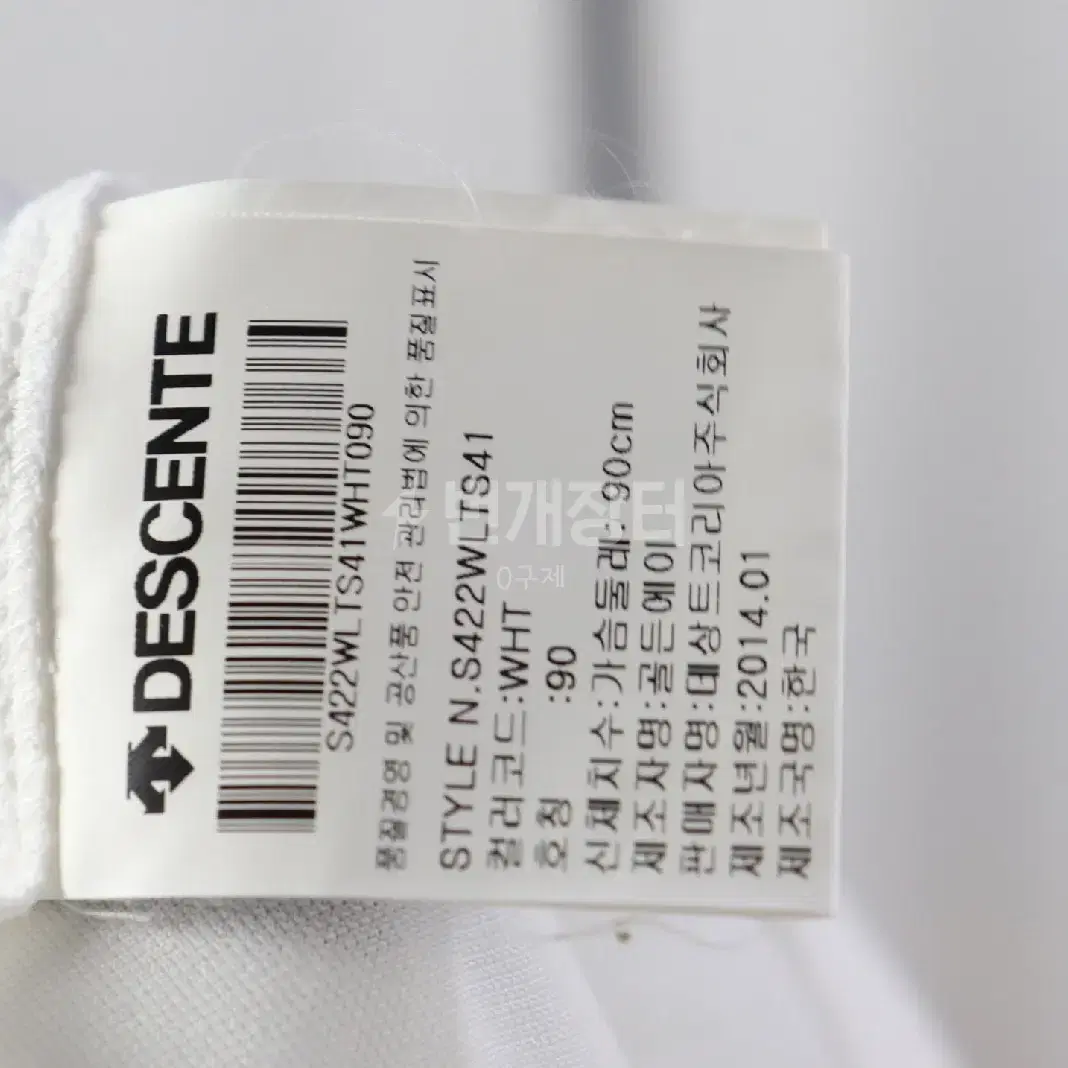 DESCENTE
S422WLTS41WHT090
품질경영 및 공산품 안전 관리법에 의한 품질표시
STYLE N.S422WLTS41
컬러코드:WHT
호칭 :90
신체치수:가슴둘레: 90cm
제조자명:골든에이
판매자명:데상트코리아주식회사
제조년월:2014.01
제조국명:한국
번개장터
0구제